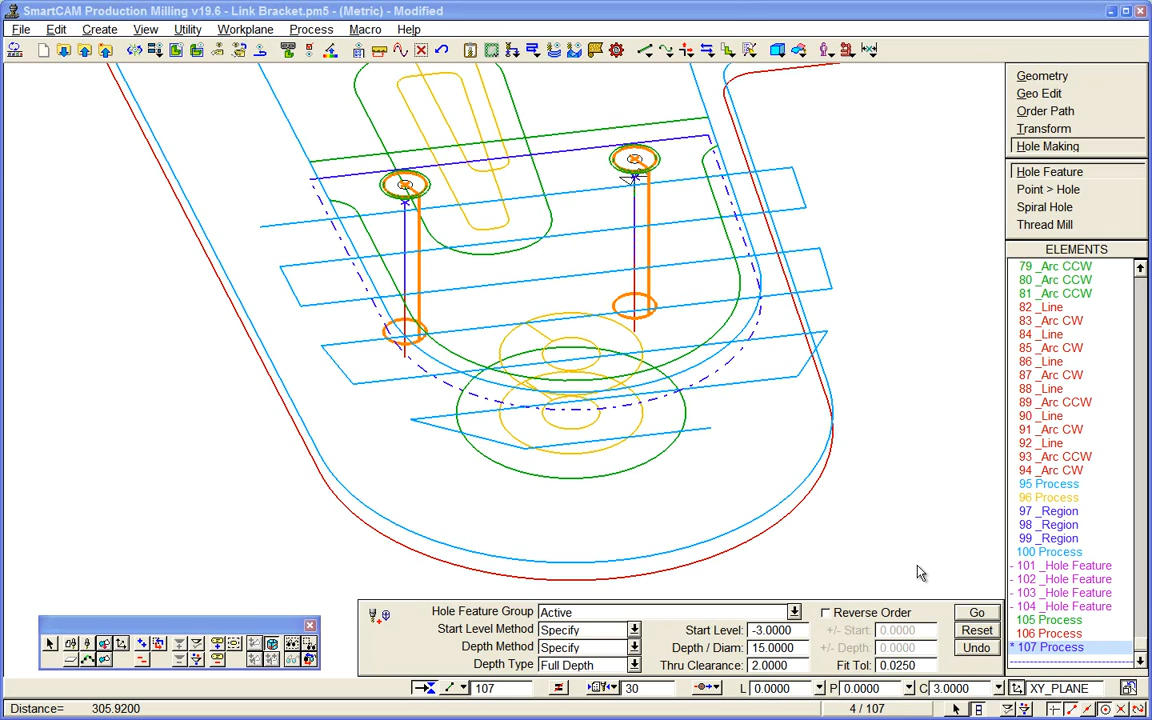 SmartCAM Production Milling v19.6 - Link Bracket.pm5 - (Metric) - Modified
File Edit Create View Utility Workplane Process Macro Help
Geometry
Geo Edit
Order Path
Transform
Hole Making
Hole Feature
Point > Hole
Spiral Hole
Thread Mill
ELEMENTS
79 _Arc CCW
80 _Arc CCW
81 _Arc CCW
82 _Line
83 _Arc CW
84 _Line
85 _Arc CW
86 _Line
87 _Arc CW
88 _Line
89 _Arc CCW
90 _Line
91 _Arc CW
92 _Line
93 _Arc CCW
94 _Arc CW
95 Process
96 Process
97 _Region
98 _Region
99 _Region
100 Process
- 101 _Hole Feature
- 102 _Hole Feature
- 103 _Hole Feature
- 104 _Hole Feature
105 Process
106 Process
* 107 Process
Hole Feature Group Active Reverse Order Go
Start Level Method Specify Start Level: -3.0000 +/- Start: 0.0000 Reset
Depth Method Specify Depth / Diam: 15.0000 +/- Depth: 0.0000 Undo
Depth Type Full Depth Thru Clearance: 2.0000 Fit Tol: 0.0250
107 30 L 0.0000 P 0.0000 C 3.0000 XY_PLANE
Distance= 305.9200 4 / 107